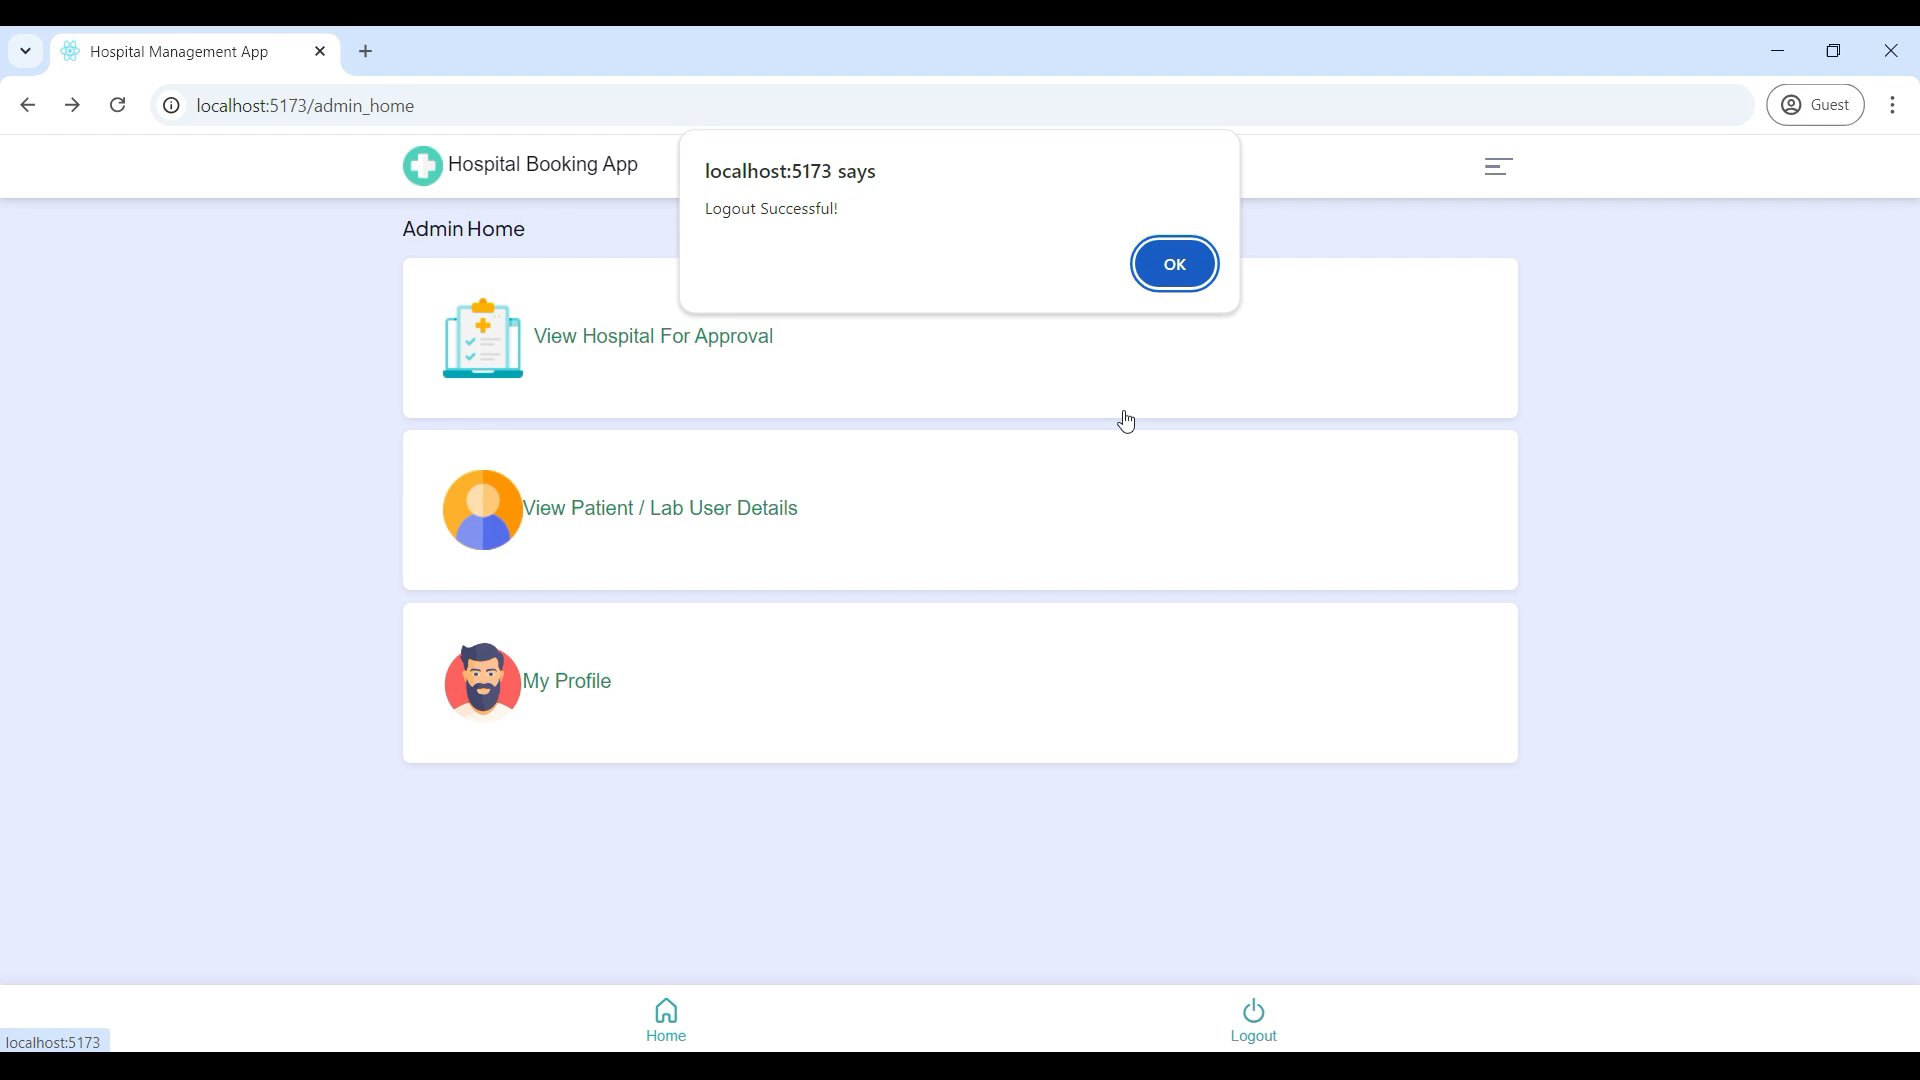 Hospital Management App
localhost:5173/admin_home
Guest
Hospital Booking App
localhost:5173 says
Logout Successful!
OK
Admin Home
View Hospital For Approval
View Patient / Lab User Details
My Profile
Home
Logout
localhost:5173